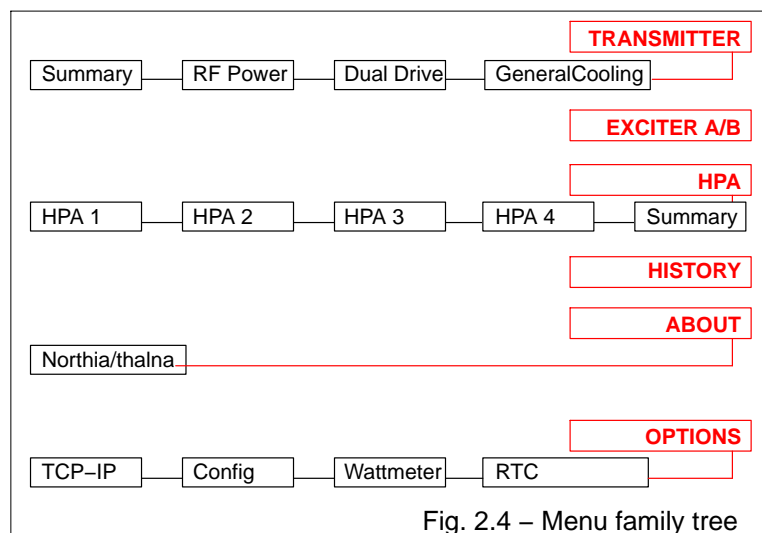 TRANSMITTER
Summary RF Power Dual Drive GeneralCooling
EXCITER A/B
HPA
HPA 1 HPA 2 HPA 3 HPA 4 Summary
HISTORY
ABOUT
Northia/thalna
OPTIONS
TCP–IP Config Wattmeter RTC
Fig. 2.4 – Menu family tree